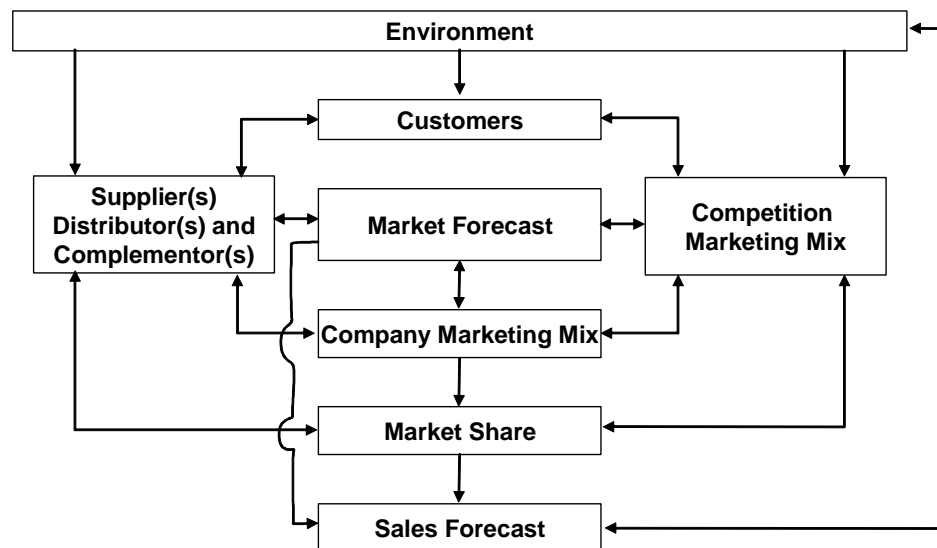 Environment
Customers
Supplier(s)
Distributor(s) and
Complementor(s)
Market Forecast
Competition
Marketing Mix
Company Marketing Mix
Market Share
Sales Forecast